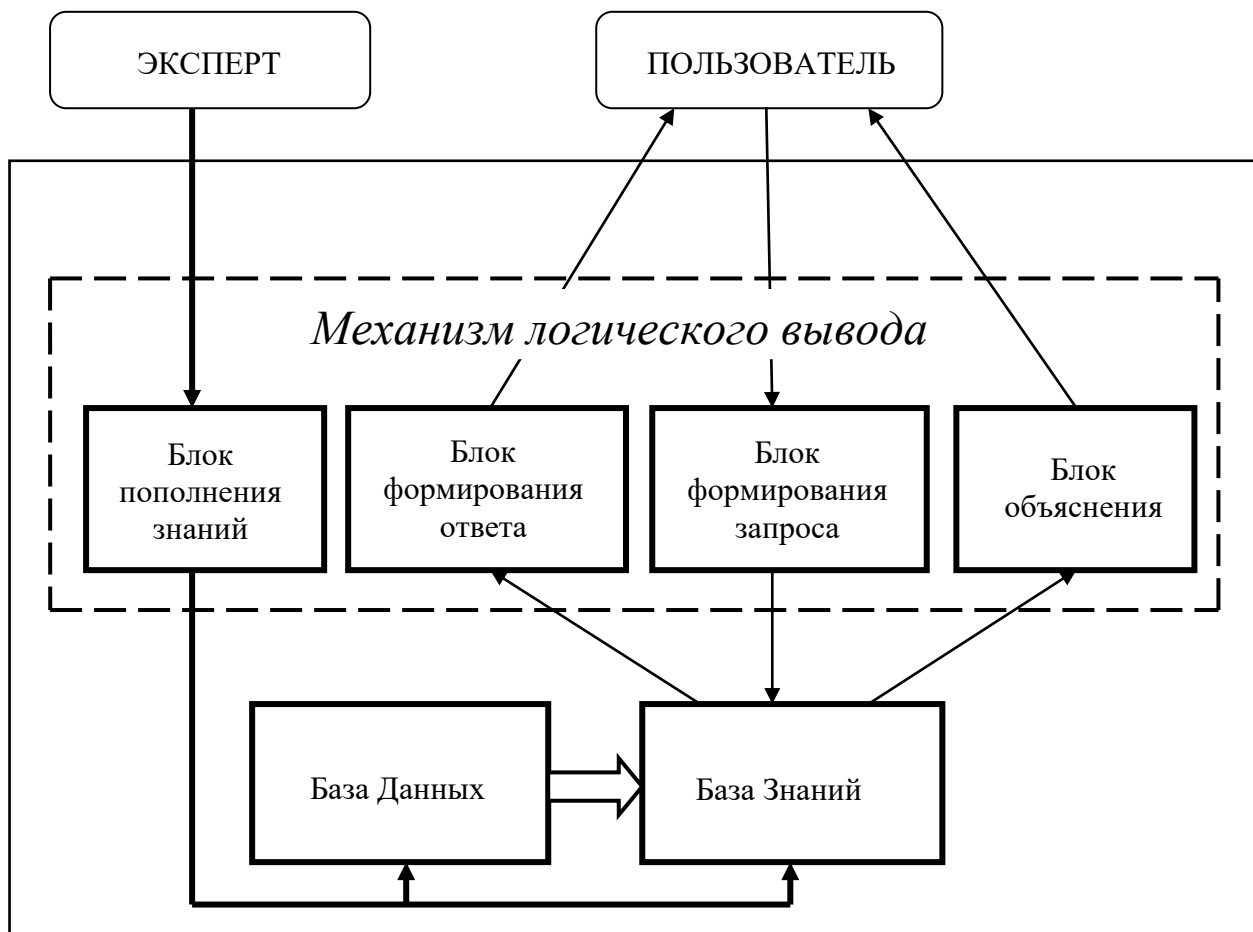 ЭКСПЕРТ
ПОЛЬЗОВАТЕЛЬ
Механизм логического вывода
Блок
пополнения
знаний
Блок
формирования
ответа
Блок
формирования
запроса
Блок
объяснения
База Данных
База Знаний